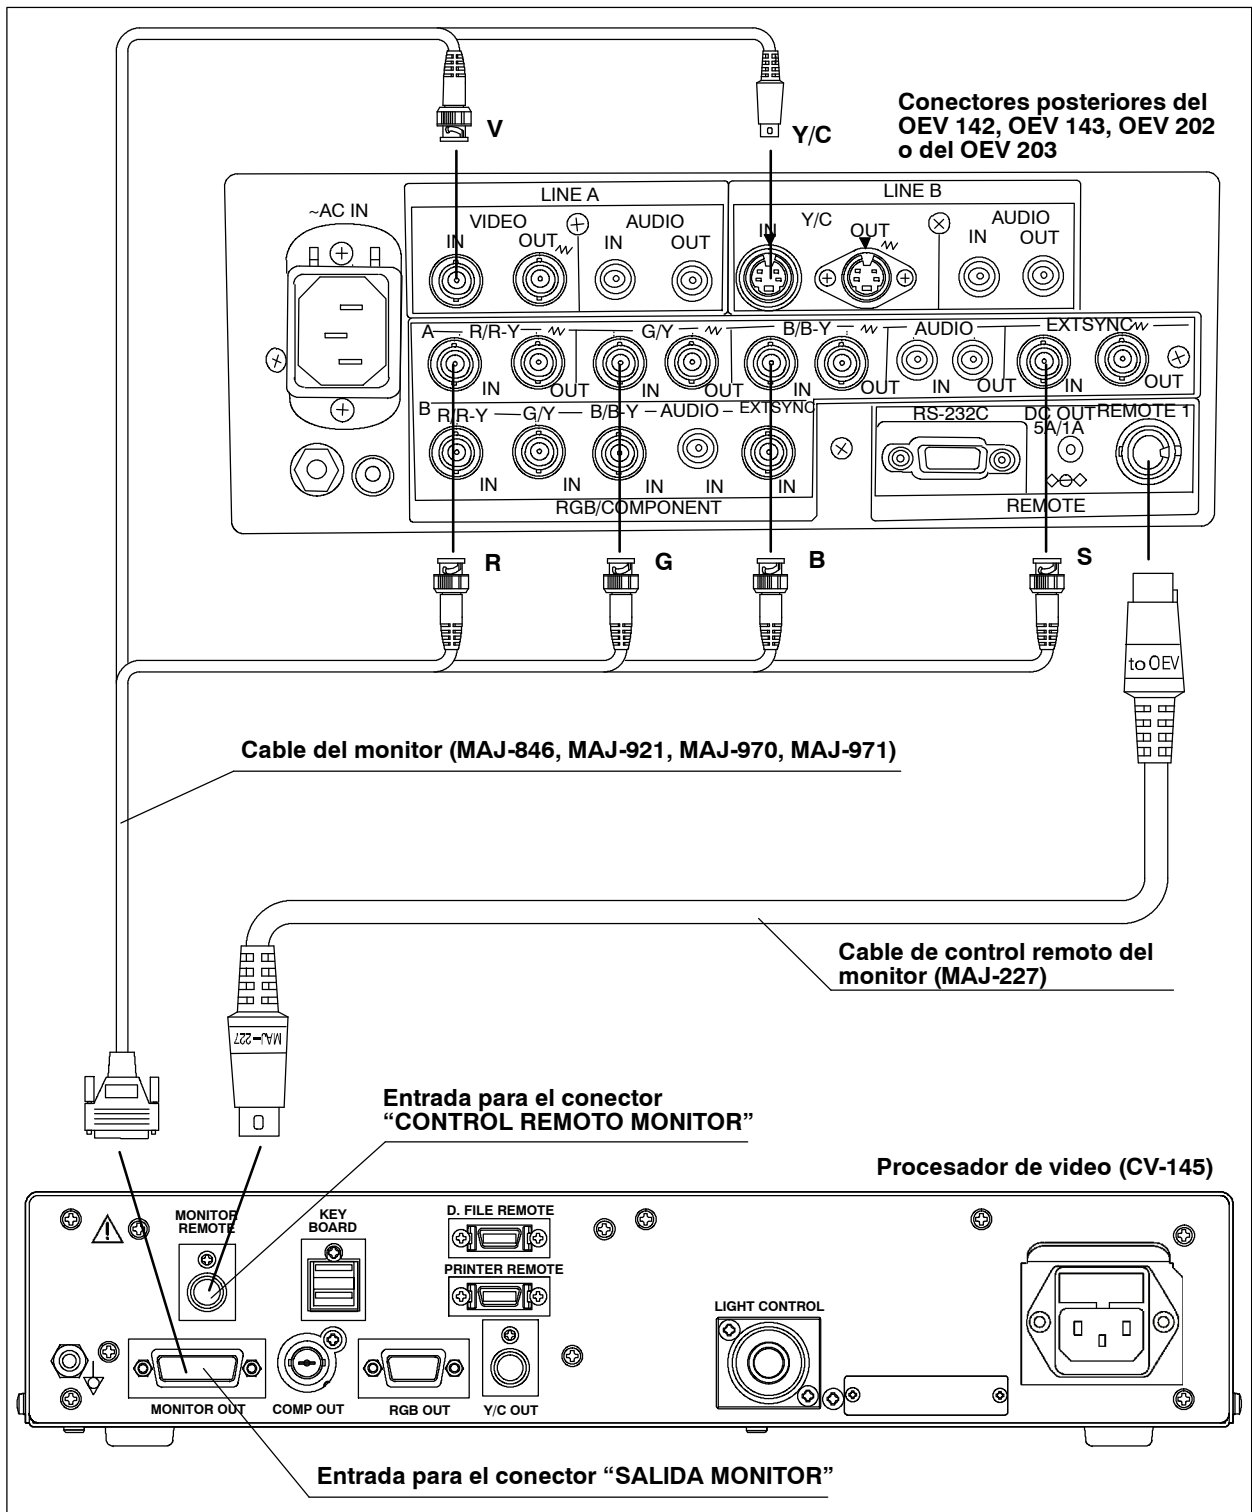 V
Y/C
Conectores posteriores del
OEV 142, OEV 143, OEV 202
o del OEV 203
~AC IN
LINE A
LINE B
VIDEO
AUDIO
Y/C
AUDIO
IN
OUT
IN
OUT
IN
OUT
IN
OUT
A
R/R-Y
G/Y
B/B-Y
AUDIO
EXTSYNC
IN
OUT
IN
OUT
IN
OUT
IN
OUT
IN
OUT
B
R/R-Y
G/Y
B/B-Y
AUDIO
EXTSYNC
RS-232C
DC OUT
5A/1A
REMOTE 1
IN
IN
IN
IN
IN
RGB/COMPONENT
REMOTE
R
G
B
S
to OEV
Cable del monitor (MAJ-846, MAJ-921, MAJ-970, MAJ-971)
Cable de control remoto del
monitor (MAJ-227)
MAJ-227
Entrada para el conector
“CONTROL REMOTO MONITOR”
Procesador de video (CV-145)
MONITOR
REMOTE
KEY
BOARD
D. FILE REMOTE
PRINTER REMOTE
LIGHT CONTROL
MONITOR OUT
COMP OUT
RGB OUT
Y/C OUT
Entrada para el conector “SALIDA MONITOR”